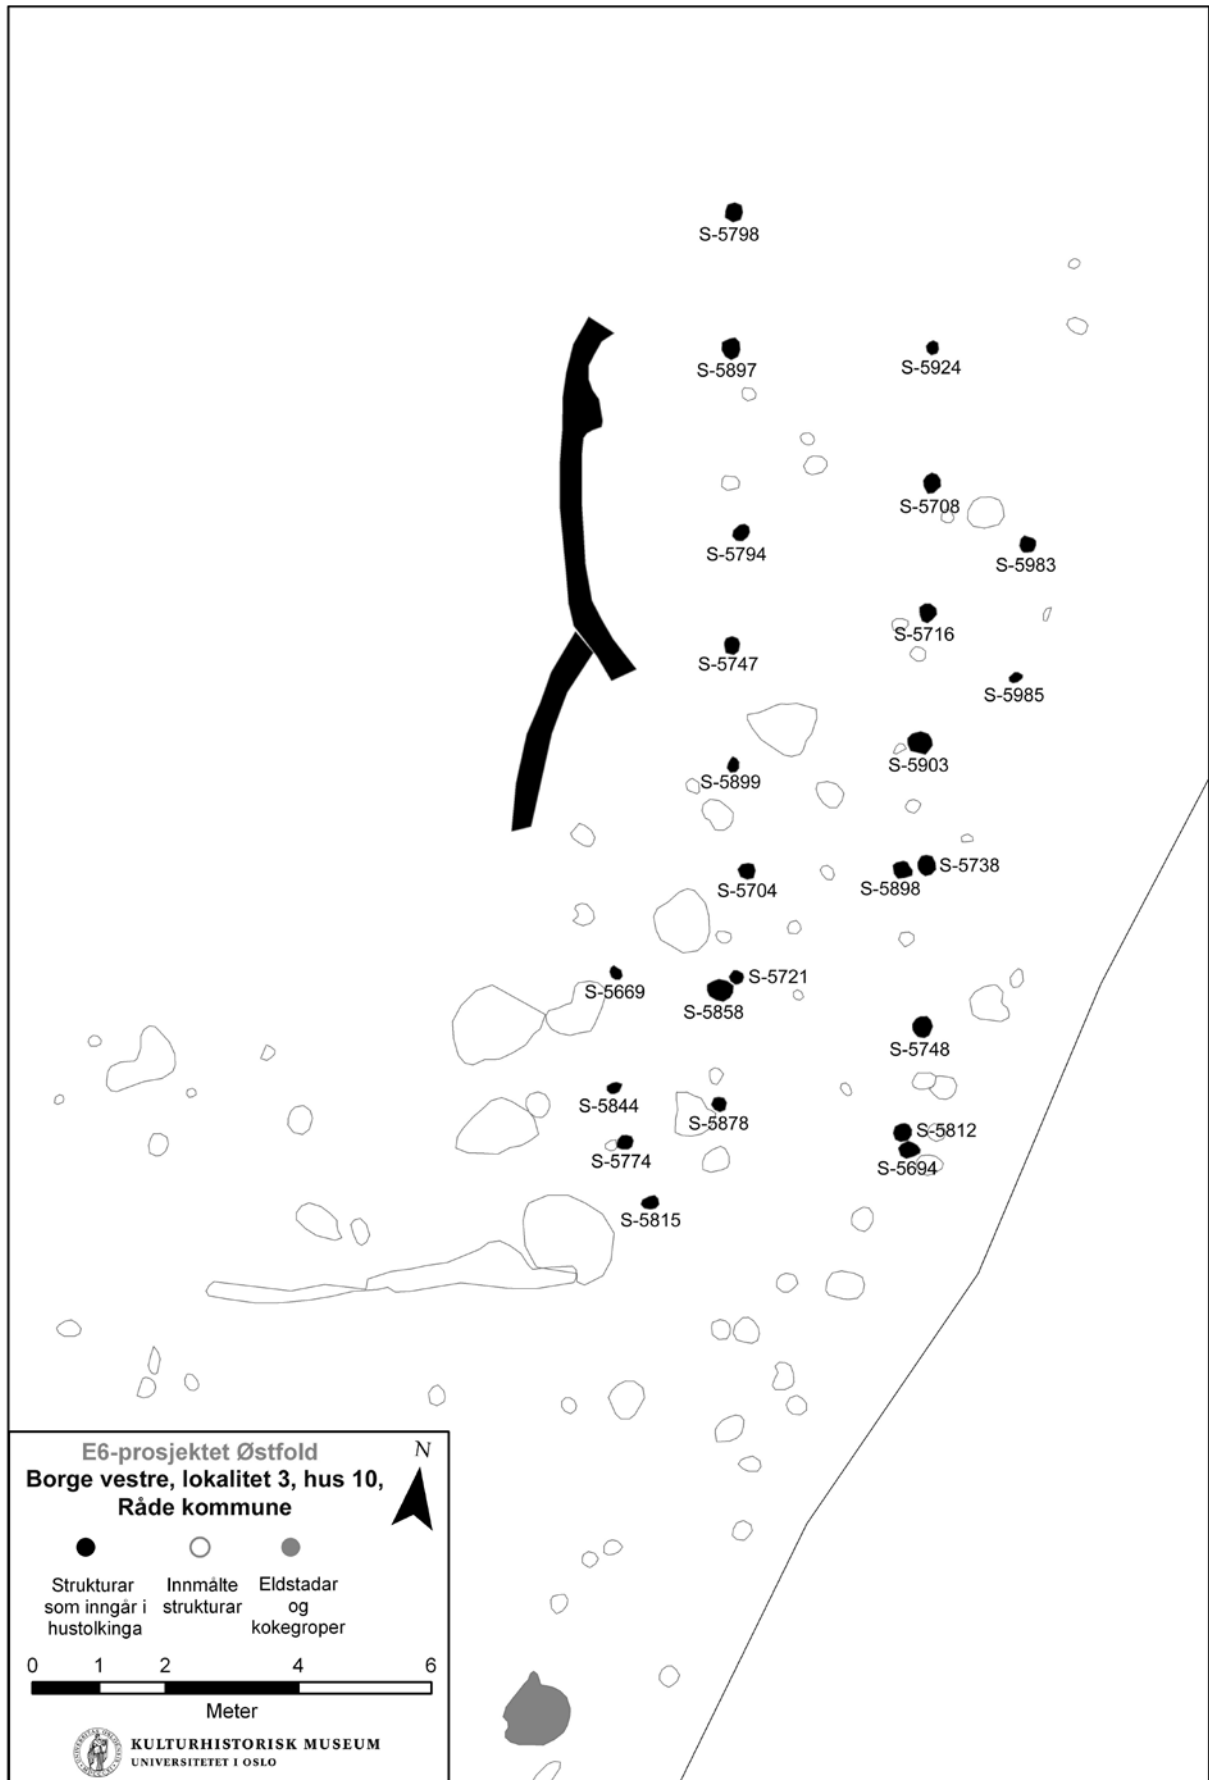 S-5798
S-5897
S-5924
S-5708
S-5794
S-5983
S-5716
S-5747
S-5985
S-5903
S-5899
S-5738
S-5898
S-5704
S-5721
S-5669
S-5858
S-5748
S-5844
S-5878
S-5812
S-5774
S-5694
S-5815
E6-prosjektet Østfold
N
Borge vestre, lokalitet 3, hus 10,
Råde kommune
Strukturar
som inngår i
hustolkinga
Innmålte
strukturar
Eldstadar
og
kokegroper
0 1 2 4 6
Meter
KULTURHISTORISK MUSEUM
UNIVERSITETET I OSLO